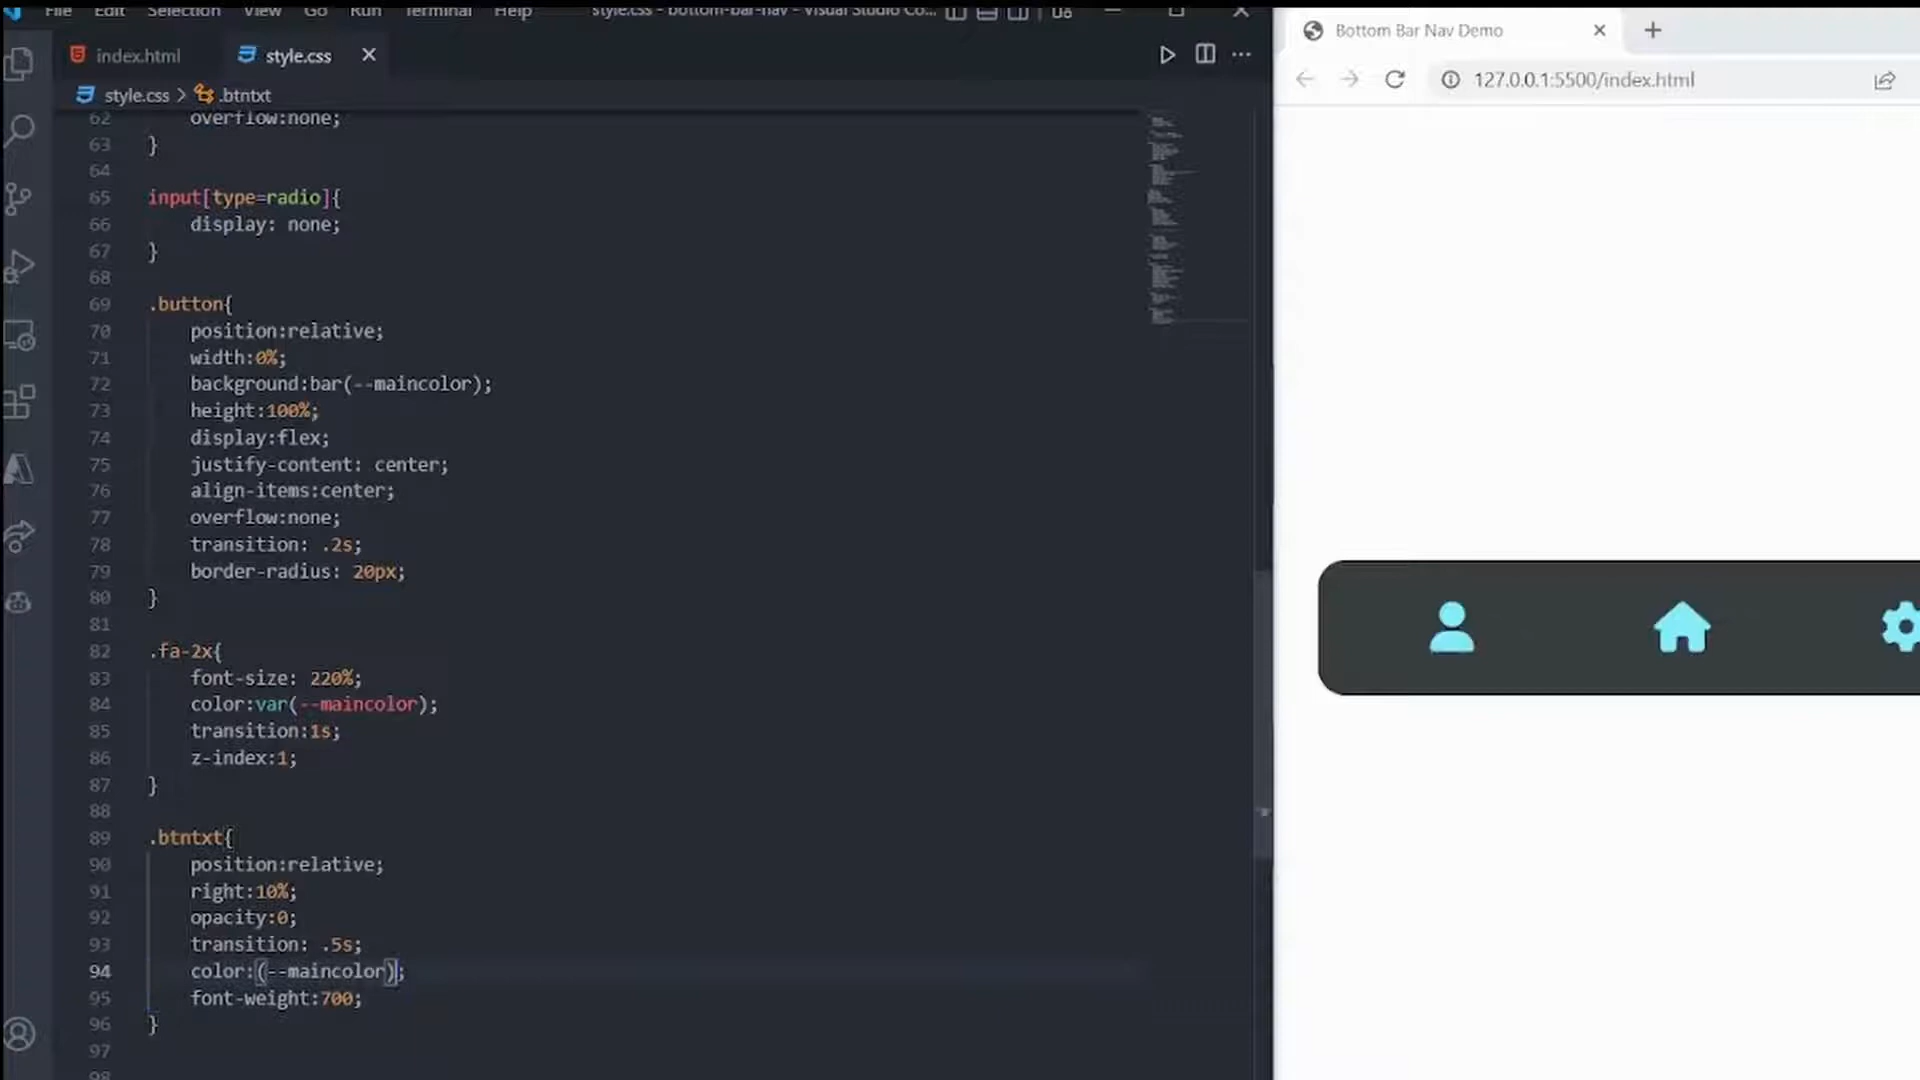 File Edit Selection View Go Run Terminal Help style.css - bottom-bar-nav - Visual Studio Co...
index.html style.css
style.css > .btntxt
62 overflow:none;
63 }
64
65 input[type=radio]{
66 display: none;
67 }
68
69 .button{
70 position:relative;
71 width:0%;
72 background:bar(--maincolor);
73 height:100%;
74 display:flex;
75 justify-content: center;
76 align-items:center;
77 overflow:none;
78 transition: .2s;
79 border-radius: 20px;
80 }
81
82 .fa-2x{
83 font-size: 220%;
84 color:var(--maincolor);
85 transition:1s;
86 z-index:1;
87 }
88
89 .btntxt{
90 position:relative;
91 right:10%;
92 opacity:0;
93 transition: .5s;
94 color:(--maincolor);
95 font-weight:700;
96 }
97
98
Bottom Bar Nav Demo
127.0.0.1:5500/index.html